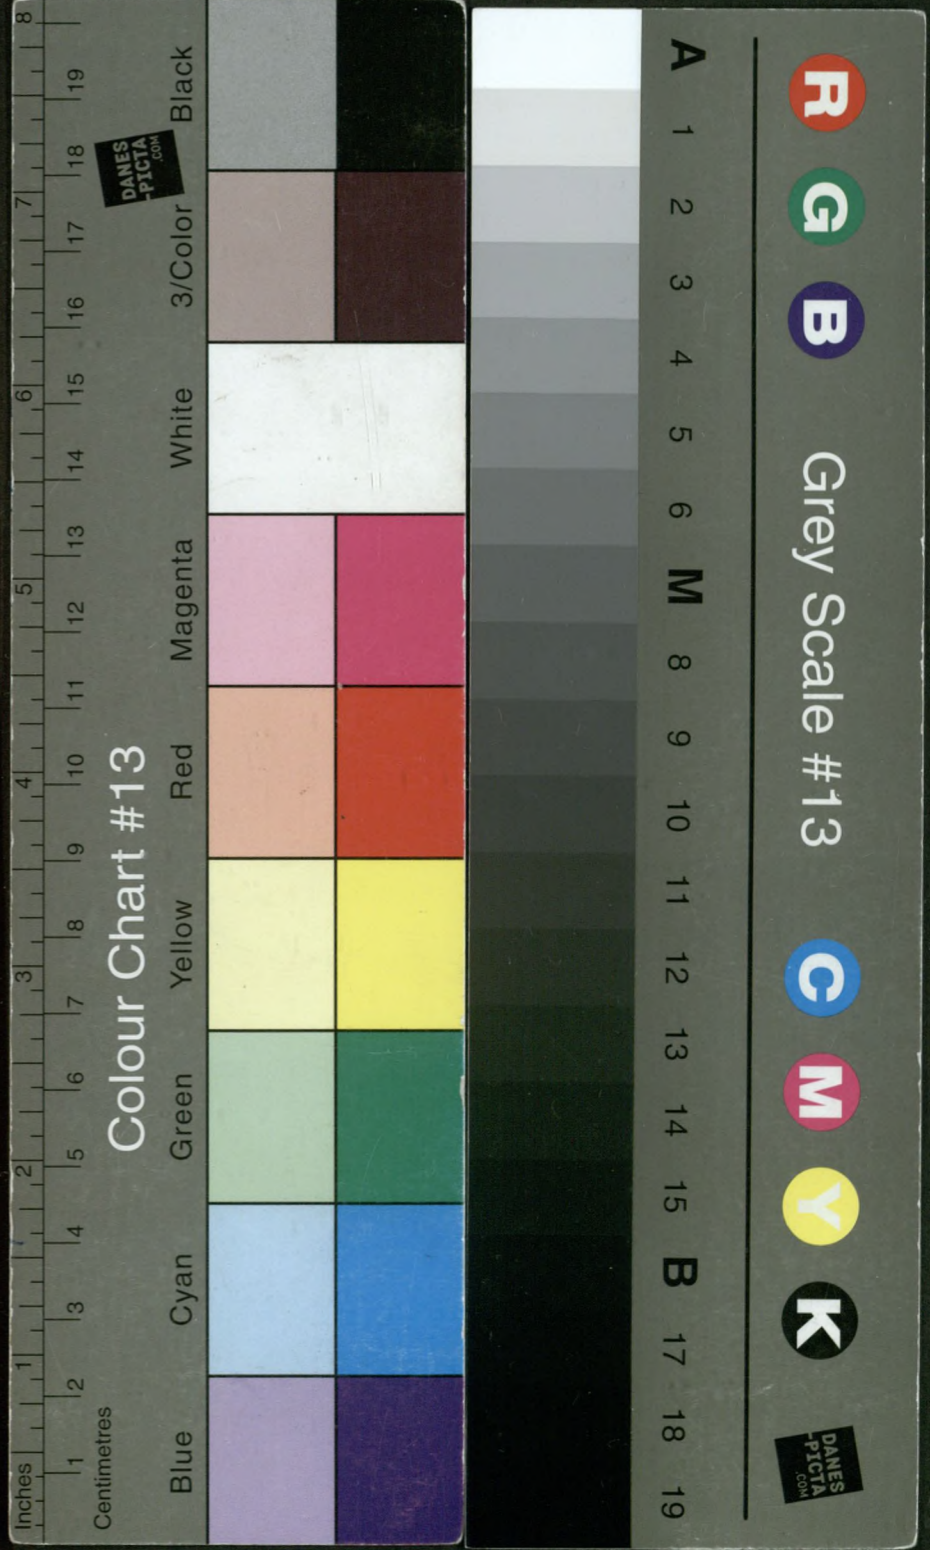 Inches 1 2 3 4 5 6 7 8
1 2 3 4 5 6 7 8 9 10 11 12 13 14 15 16 17 18 19
Centimetres
Colour Chart #13
DANES
-PICTA
.COM
Blue Cyan Green Yellow Red Magenta White 3/Color Black
A 1 2 3 4 5 6 M 8 9 10 11 12 13 14 15 B 17 18 19
R G B Grey Scale #13 C M Y K
DANES
-PICTA
.COM